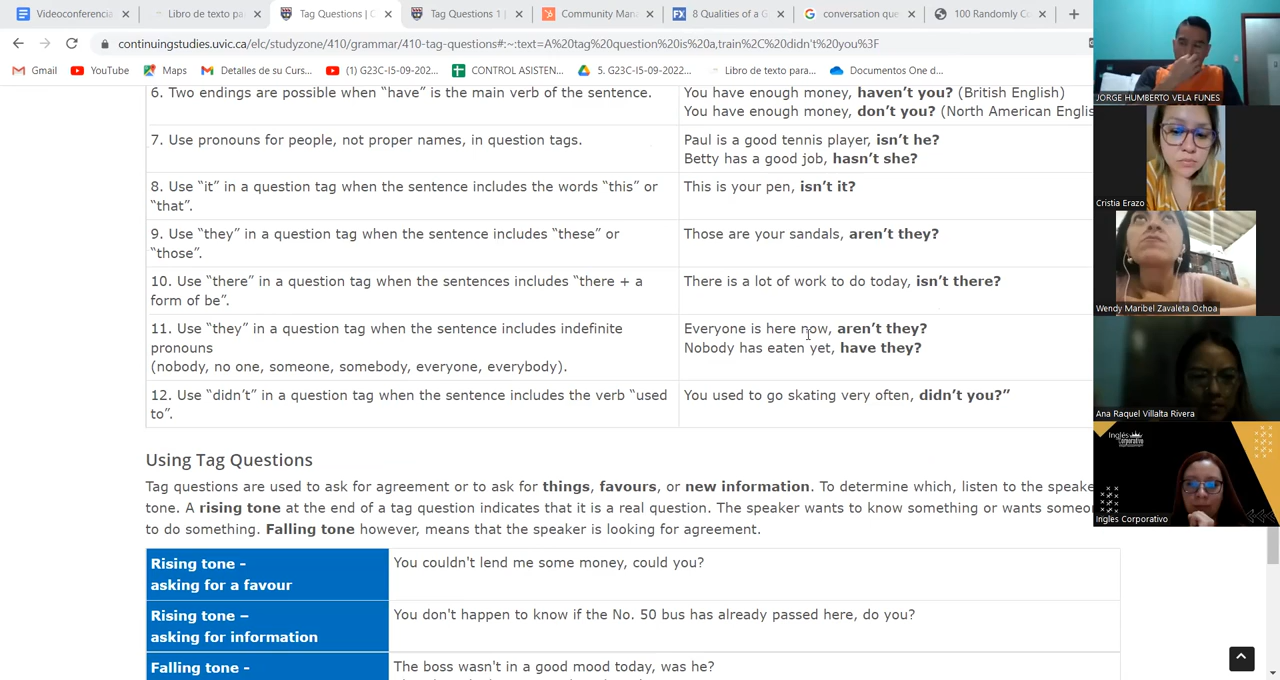 Videoconferencia
Libro de texto pa
Tag Questions | C
Tag Questions 1 |
Community Man
8 Qualities of a G
conversation que
100 Randomly Co
continuingstudies.uvic.ca/elc/studyzone/410/grammar/410-tag-questions#:~:text=A%20tag%20question%20is%20a,train%2C%20didn't%20you%3F
Gmail
YouTube
Maps
Detalles de su Curs...
(1) G23C-I5-09-202...
CONTROL ASISTEN...
5. G23C-I5-09-2022...
Libro de texto para...
Documentos One d...
6. Two endings are possible when “have” is the main verb of the sentence.
You have enough money, haven’t you? (British English)
You have enough money, don’t you? (North American Englis
7. Use pronouns for people, not proper names, in question tags.
Paul is a good tennis player, isn’t he?
Betty has a good job, hasn’t she?
8. Use “it” in a question tag when the sentence includes the words “this” or
“that”.
This is your pen, isn’t it?
9. Use “they” in a question tag when the sentence includes “these” or
“those”.
Those are your sandals, aren’t they?
10. Use “there” in a question tag when the sentences includes “there + a
form of be”.
There is a lot of work to do today, isn’t there?
11. Use “they” in a question tag when the sentence includes indefinite
pronouns
(nobody, no one, someone, somebody, everyone, everybody).
Everyone is here now, aren’t they?
Nobody has eaten yet, have they?
12. Use “didn’t” in a question tag when the sentence includes the verb “used
to”.
You used to go skating very often, didn’t you?”
Using Tag Questions
Tag questions are used to ask for agreement or to ask for things, favours, or new information. To determine which, listen to the speake
tone. A rising tone at the end of a tag question indicates that it is a real question. The speaker wants to know something or wants someon
to do something. Falling tone however, means that the speaker is looking for agreement.
Rising tone -
asking for a favour
You couldn't lend me some money, could you?
Rising tone –
asking for information
You don't happen to know if the No. 50 bus has already passed here, do you?
Falling tone -
The boss wasn't in a good mood today, was he?
JORGE HUMBERTO VELA FUNES
Cristia Erazo
Wendy Maribel Zavaleta Ochoa
Ana Raquel Villalta Rivera
Inglés
Corporativo
Ingles Corporativo